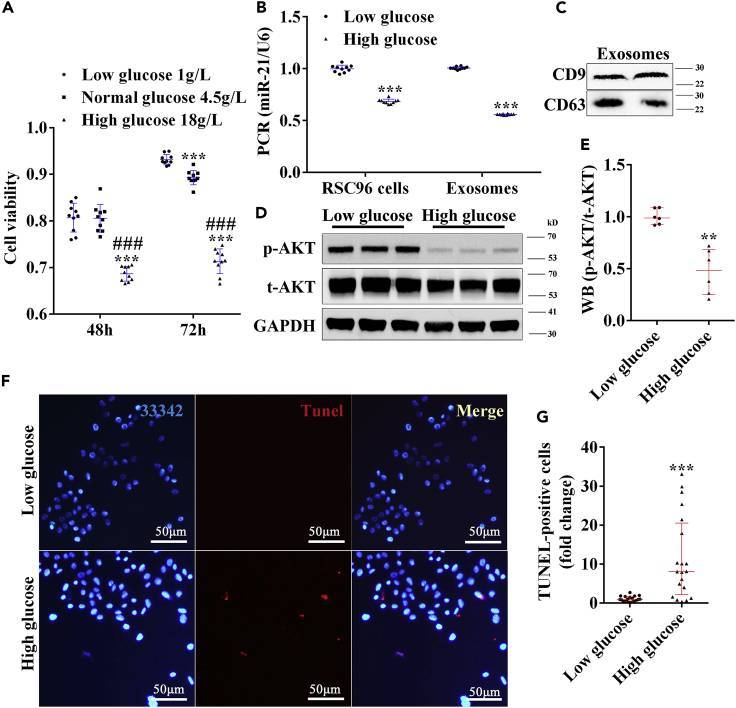 A
Low glucose 1g/L
Normal glucose 4.5g/L
High glucose 18g/L
Cell viability
1.0
0.9
0.8
0.7
0.6
###
***
***
###
***
48h
72h
B
Low glucose
High glucose
PCR (miR-21/U6)
1.5
1.0
0.5
0.0
***
***
RSC96 cells
Exosomes
C
Exosomes
CD9
30
22
CD63
30
22
D
Low glucose High glucose
kD
p-AKT
70
53
t-AKT
70
53
GAPDH
41
30
E
WB (p-AKT/t-AKT)
1.5
1.0
0.5
0.0
**
Low glucose
High glucose
F
33342
Tunel
Merge
Low glucose
50μm
50μm
50μm
High glucose
50μm
50μm
50μm
G
TUNEL-positive cells
(fold change)
40
30
20
10
0
***
Low glucose
High glucose